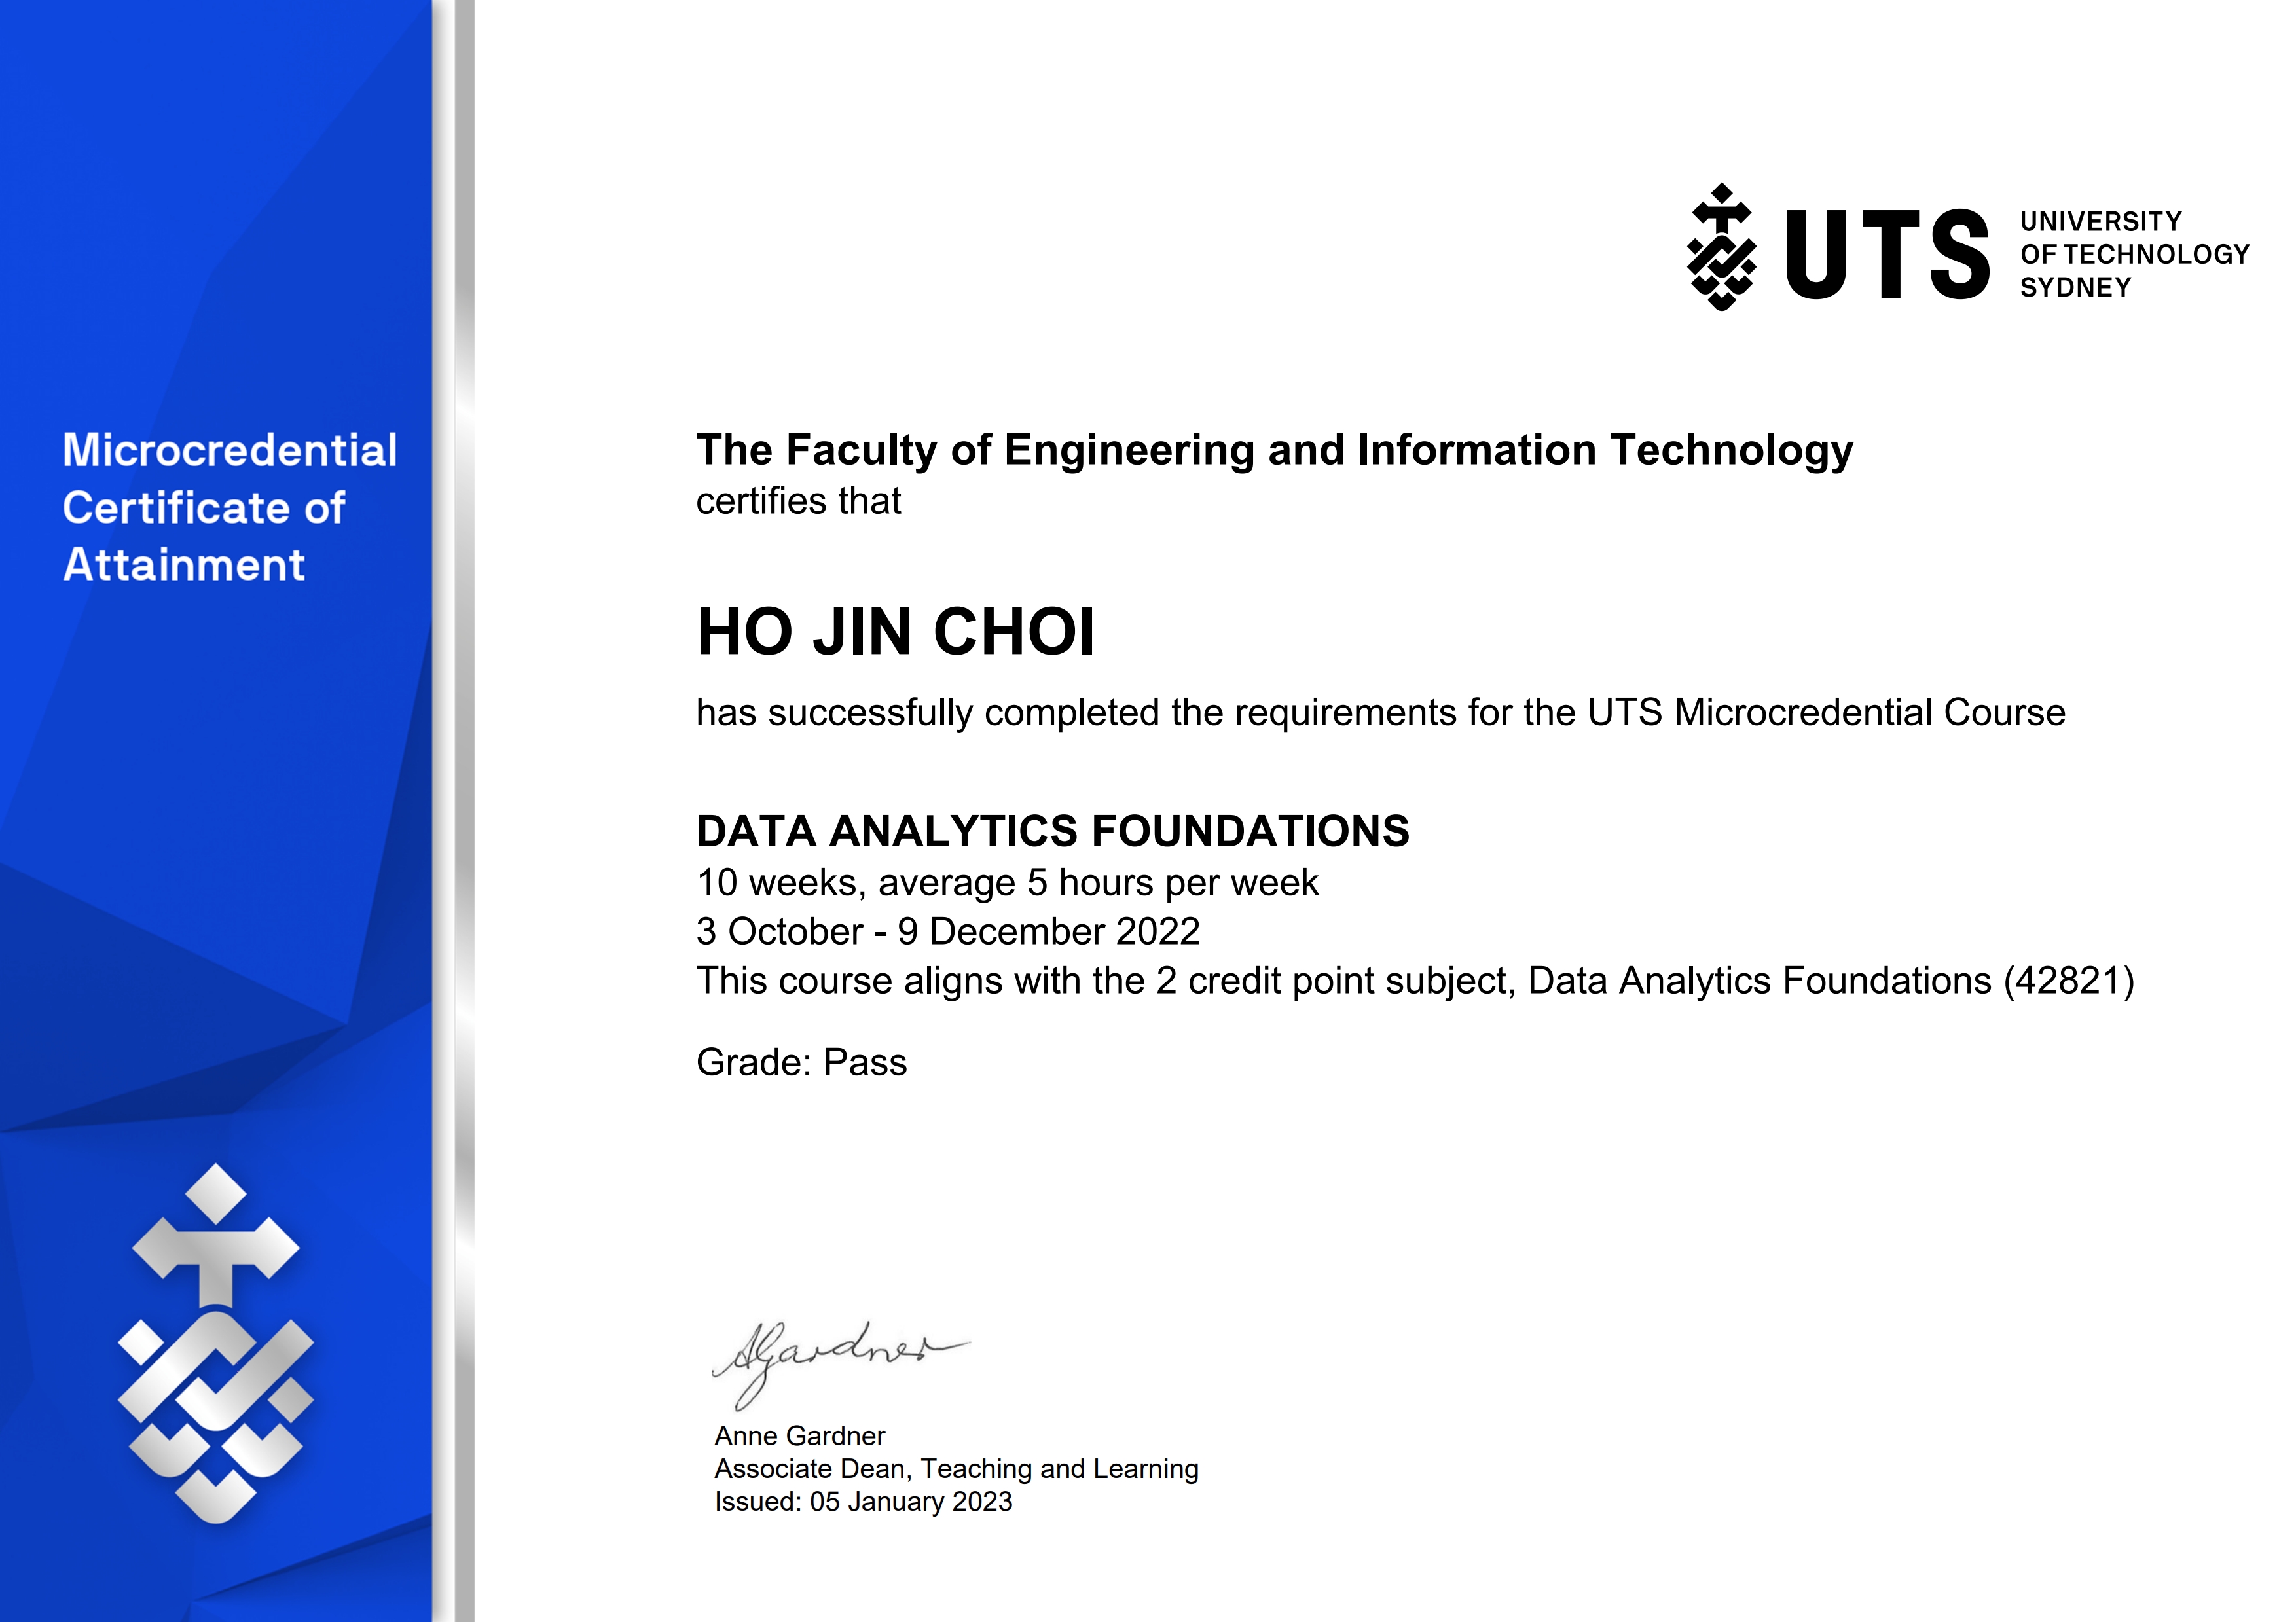 Microcredential
Certificate of
Attainment
UTS
UNIVERSITY
OF TECHNOLOGY
SYDNEY
The Faculty of Engineering and Information Technology
certifies that
HO JIN CHOI
has successfully completed the requirements for the UTS Microcredential Course
DATA ANALYTICS FOUNDATIONS
10 weeks, average 5 hours per week
3 October - 9 December 2022
This course aligns with the 2 credit point subject, Data Analytics Foundations (42821)
Grade: Pass
AGardner
Anne Gardner
Associate Dean, Teaching and Learning
Issued: 05 January 2023